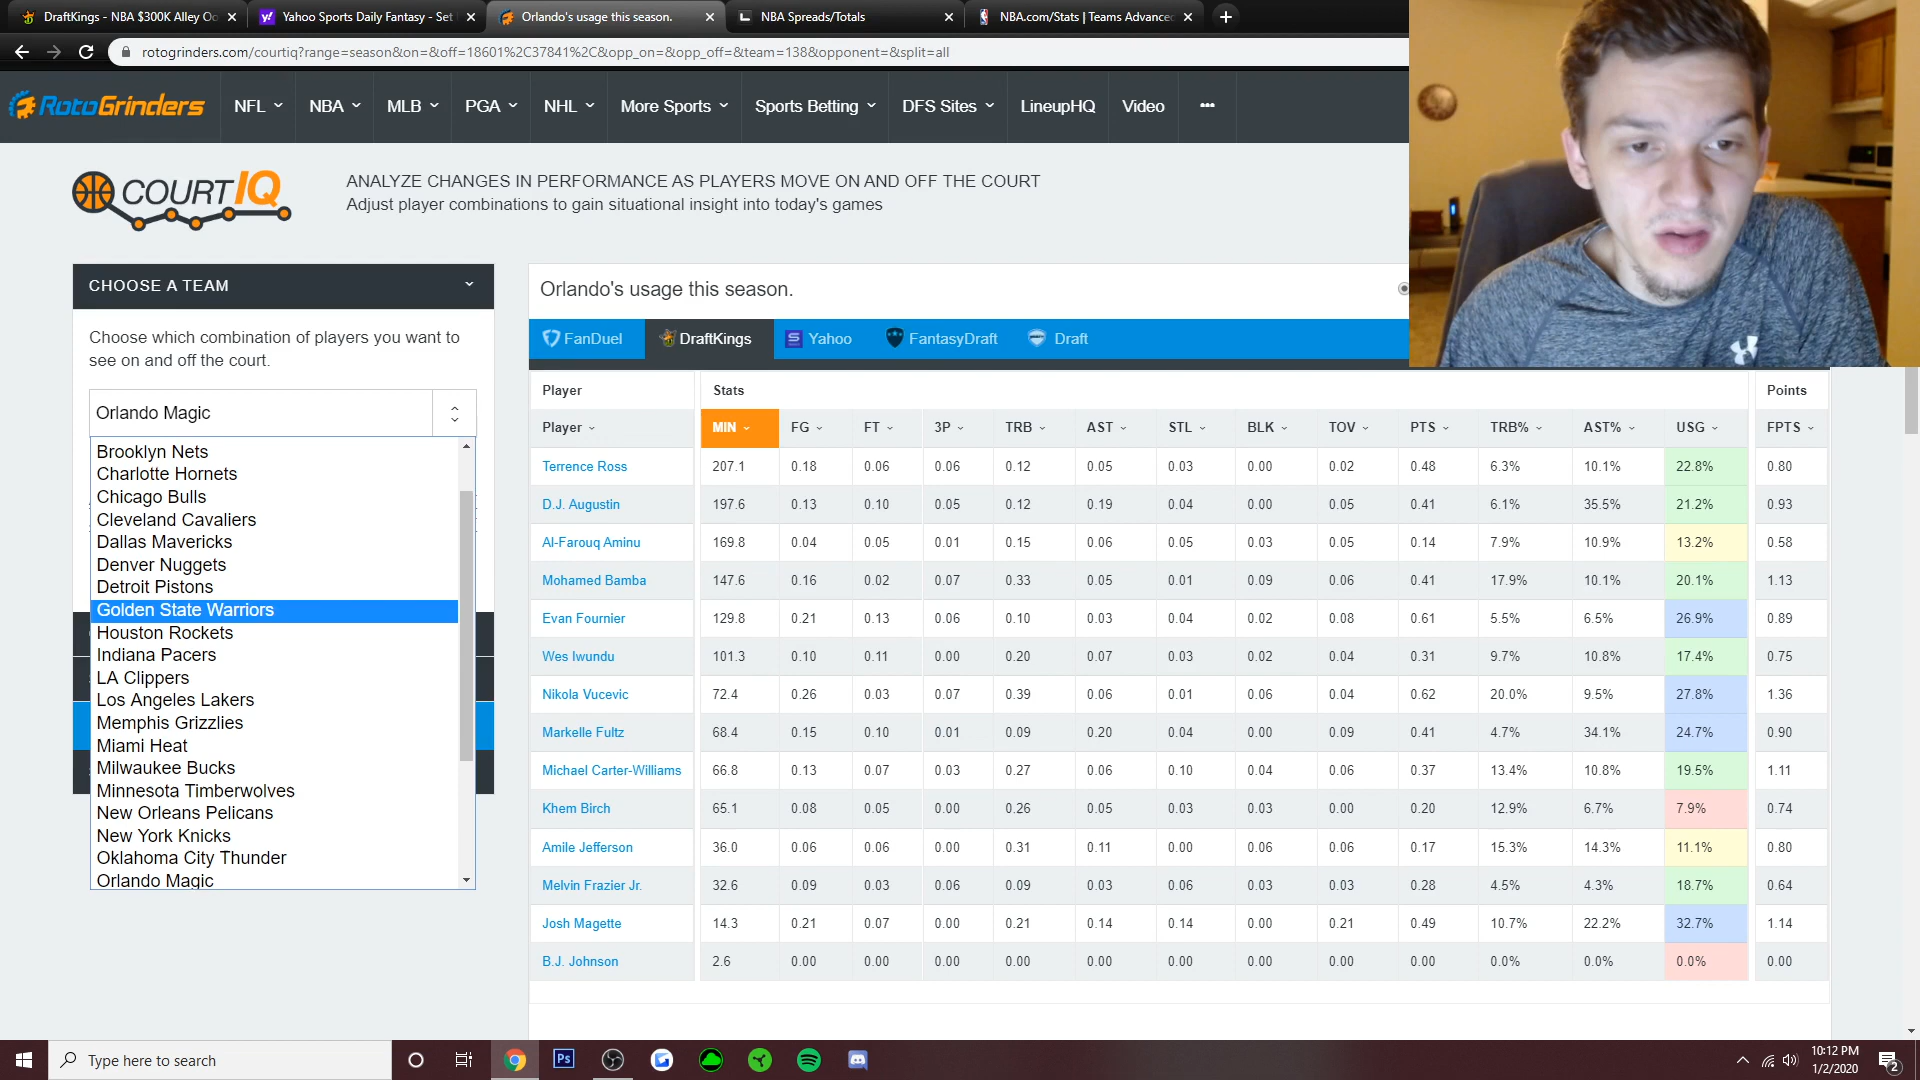 DraftKings - NBA $300K Alley Oo
Yahoo Sports Daily Fantasy - Set
Orlando's usage this season.
NBA Spreads/Totals
NBA.com/Stats | Teams Advanced
rotogrinders.com/courtiq?range=season&on=&off=18601%2C37841%2C&opp_on=&opp_off=&team=138&opponent=&split=all
RotoGrinders NFL NBA MLB PGA NHL More Sports Sports Betting DFS Sites LineupHQ Video •••
COURTIQ
ANALYZE CHANGES IN PERFORMANCE AS PLAYERS MOVE ON AND OFF THE COURT
Adjust player combinations to gain situational insight into today's games
CHOOSE A TEAM
Choose which combination of players you want to
see on and off the court.
Orlando Magic
Brooklyn Nets
Charlotte Hornets
Chicago Bulls
Cleveland Cavaliers
Dallas Mavericks
Denver Nuggets
Detroit Pistons
Golden State Warriors
Houston Rockets
Indiana Pacers
LA Clippers
Los Angeles Lakers
Memphis Grizzlies
Miami Heat
Milwaukee Bucks
Minnesota Timberwolves
New Orleans Pelicans
New York Knicks
Oklahoma City Thunder
Orlando Magic
Orlando's usage this season.
FanDuel DraftKings Yahoo FantasyDraft Draft
Player Stats Points
Player MIN FG FT 3P TRB AST STL BLK TOV PTS TRB% AST% USG FPTS
Terrence Ross 207.1 0.18 0.06 0.06 0.12 0.05 0.03 0.00 0.02 0.48 6.3% 10.1% 22.8% 0.80
D.J. Augustin 197.6 0.13 0.10 0.05 0.12 0.19 0.04 0.00 0.05 0.41 6.1% 35.5% 21.2% 0.93
Al-Farouq Aminu 169.8 0.04 0.05 0.01 0.15 0.06 0.05 0.03 0.05 0.14 7.9% 10.9% 13.2% 0.58
Mohamed Bamba 147.6 0.16 0.02 0.07 0.33 0.05 0.01 0.09 0.06 0.41 17.9% 10.1% 20.1% 1.13
Evan Fournier 129.8 0.21 0.13 0.06 0.10 0.03 0.04 0.02 0.08 0.61 5.5% 6.5% 26.9% 0.89
Wes Iwundu 101.3 0.10 0.11 0.00 0.20 0.07 0.03 0.02 0.04 0.31 9.7% 10.8% 17.4% 0.75
Nikola Vucevic 72.4 0.26 0.03 0.07 0.39 0.06 0.01 0.06 0.04 0.62 20.0% 9.5% 27.8% 1.36
Markelle Fultz 68.4 0.15 0.10 0.01 0.09 0.20 0.04 0.00 0.09 0.41 4.7% 34.1% 24.7% 0.90
Michael Carter-Williams 66.8 0.13 0.07 0.03 0.27 0.06 0.10 0.04 0.06 0.37 13.4% 10.8% 19.5% 1.11
Khem Birch 65.1 0.08 0.05 0.00 0.26 0.05 0.03 0.03 0.00 0.20 12.9% 6.7% 7.9% 0.74
Amile Jefferson 36.0 0.06 0.06 0.00 0.31 0.11 0.00 0.06 0.06 0.17 15.3% 14.3% 11.1% 0.80
Melvin Frazier Jr. 32.6 0.09 0.03 0.06 0.09 0.03 0.06 0.03 0.03 0.28 4.5% 4.3% 18.7% 0.64
Josh Magette 14.3 0.21 0.07 0.00 0.21 0.14 0.14 0.00 0.21 0.49 10.7% 22.2% 32.7% 1.14
B.J. Johnson 2.6 0.00 0.00 0.00 0.00 0.00 0.00 0.00 0.00 0.00 0.0% 0.0% 0.0% 0.00
Type here to search
Ps
10:12 PM
1/2/2020
2